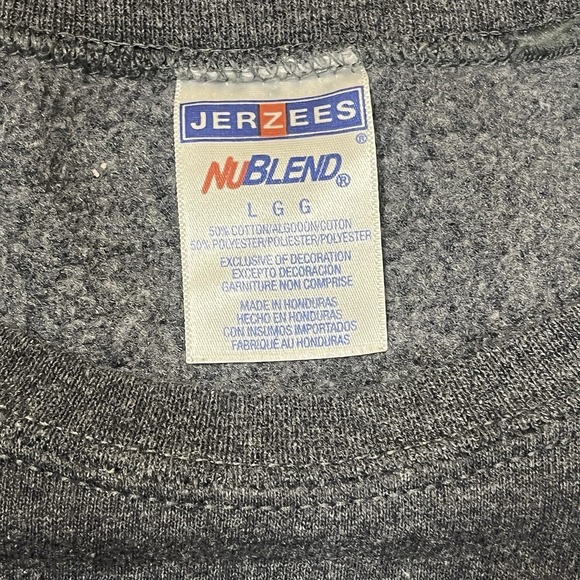 JERZEES®
NUBLEND®
L G G
50% COTTON/ALGODON/COTON
50% POLYESTER/POLIESTER/POLYESTER
EXCLUSIVE OF DECORATION
EXCEPTO DECORACIÓN
GARNITURE NON COMPRISE
MADE IN HONDURAS
HECHO EN HONDURAS
CON INSUMOS IMPORTADOS
FABRIQUÉ AU HONDURAS